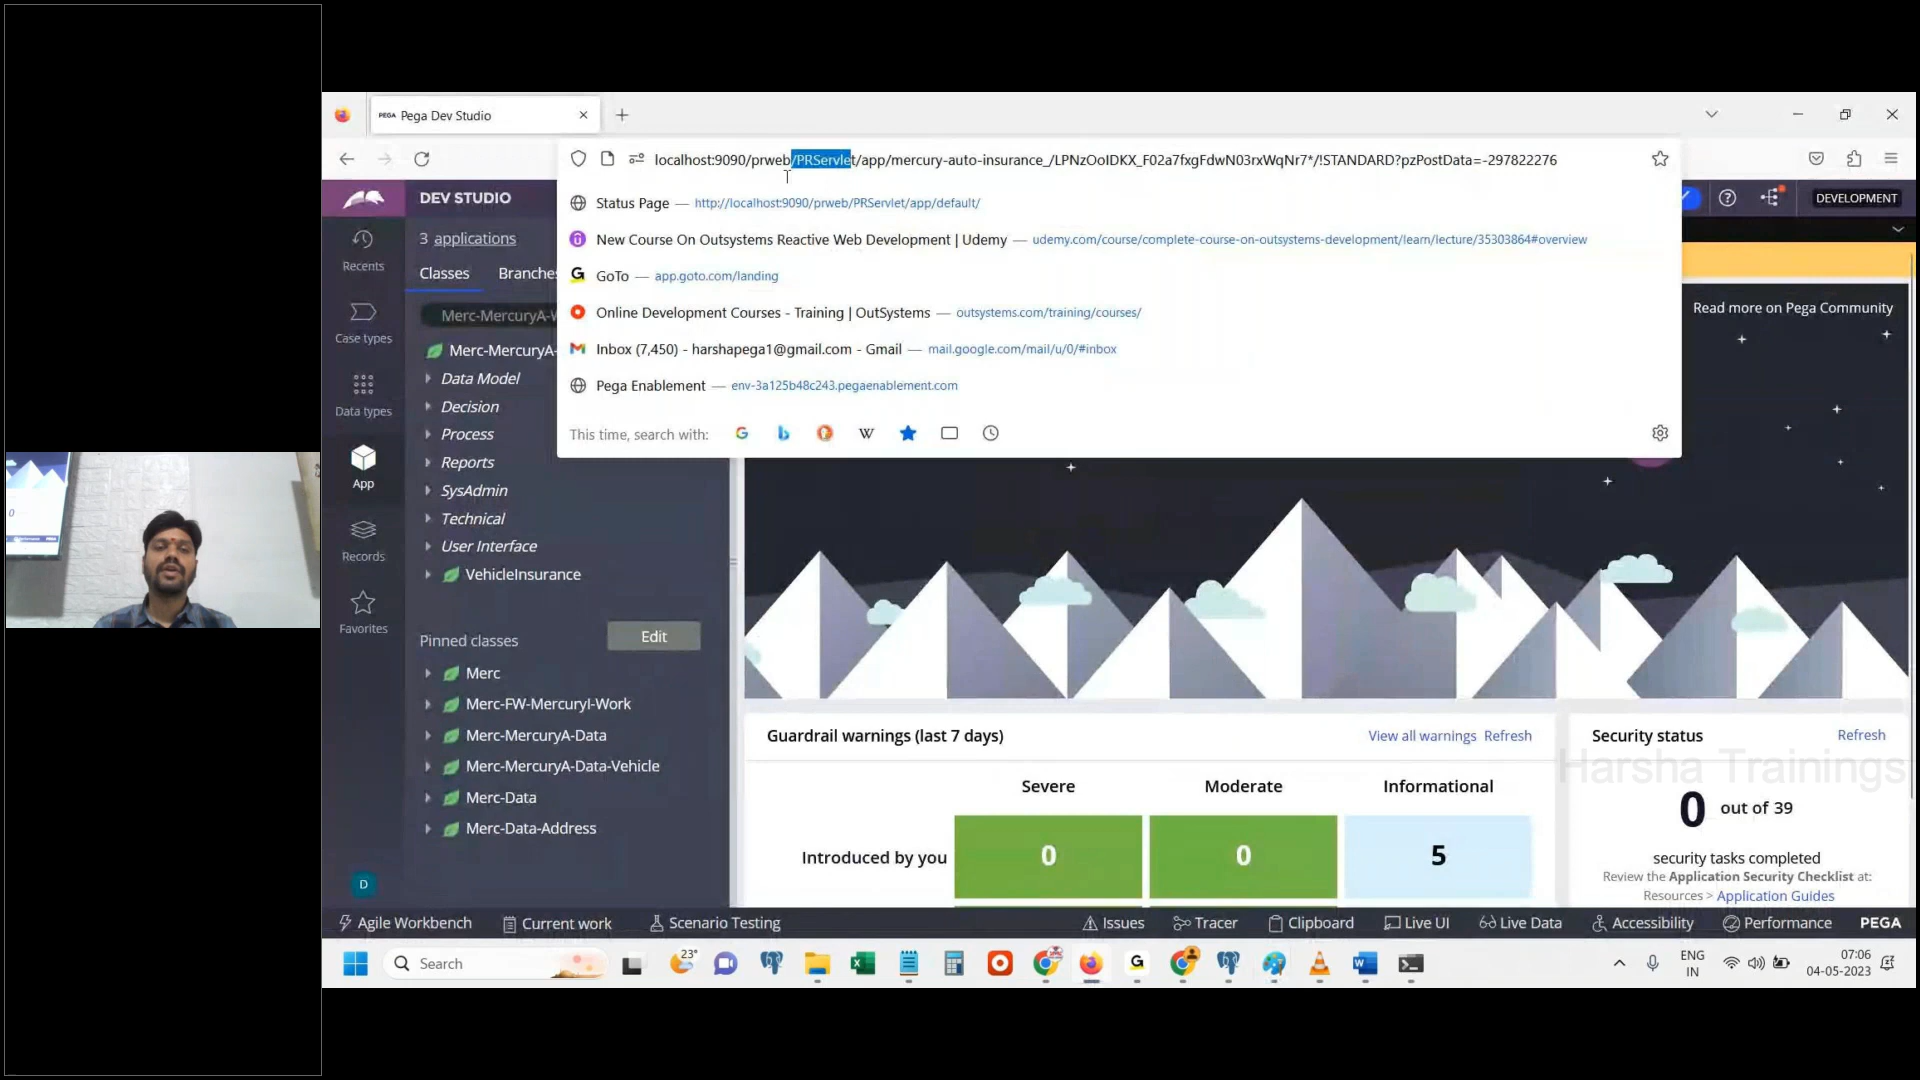 PEGA Pega Dev Studio
localhost:9090/prweb/PRServlet/app/mercury-auto-insurance_/LPNzOoIDKX_F02a7fxgFdwN03rxWqNr7*/!STANDARD?pzPostData=-297822276
DEV STUDIO
DEVELOPMENT
Status Page — http://localhost:9090/prweb/PRServlet/app/default/
3 applications
New Course On Outsystems Reactive Web Development | Udemy — udemy.com/course/complete-course-on-outsystems-development/learn/lecture/35303864#overview
Recents
Classes Branches
GoTo — app.goto.com/landing
Read more on Pega Community
Merc-MercuryA-W
Online Development Courses - Training | OutSystems — outsystems.com/training/courses/
Case types
Merc-MercuryA-
Inbox (7,450) - harshapega1@gmail.com - Gmail — mail.google.com/mail/u/0/#inbox
Data Model
Pega Enablement — env-3a125b48c243.pegaenablement.com
Data types
Decision
Process
This time, search with:
Reports
App
SysAdmin
Technical
User Interface
Records
VehicleInsurance
Favorites
Pinned classes
Edit
Merc
Merc-FW-MercuryI-Work
Merc-MercuryA-Data
Merc-MercuryA-Data-Vehicle
Merc-Data
Merc-Data-Address
D
Guardrail warnings (last 7 days)
View all warnings Refresh
Severe Moderate Informational
Introduced by you 0 0 5
Security status Refresh
Harsha Trainings
0 out of 39
security tasks completed
Review the Application Security Checklist at:
Resources > Application Guides
Agile Workbench Current work Scenario Testing Issues Tracer Clipboard Live UI Live Data Accessibility Performance PEGA
Search
23°
ENG
IN
07:06
04-05-2023